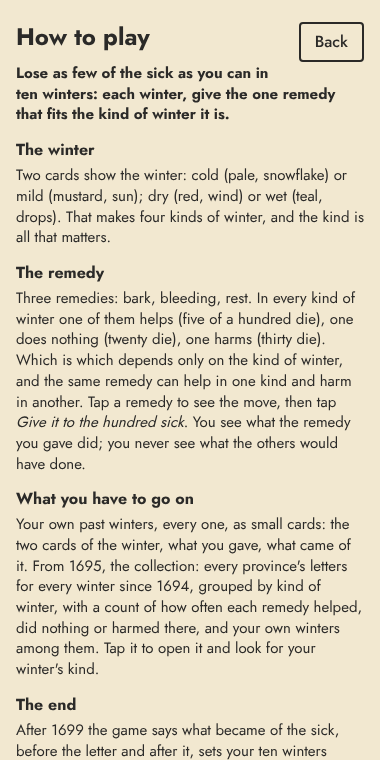 How to play
Back
Lose as few of the sick as you can in
ten winters: each winter, give the one remedy
that fits the kind of winter it is.
The winter
Two cards show the winter: cold (pale, snowflake) or
mild (mustard, sun); dry (red, wind) or wet (teal,
drops). That makes four kinds of winter, and the kind is
all that matters.
The remedy
Three remedies: bark, bleeding, rest. In every kind of
winter one of them helps (five of a hundred die), one
does nothing (twenty die), one harms (thirty die).
Which is which depends only on the kind of winter,
and the same remedy can help in one kind and harm
in another. Tap a remedy to see the move, then tap
Give it to the hundred sick. You see what the remedy
you gave did; you never see what the others would
have done.
What you have to go on
Your own past winters, every one, as small cards: the
two cards of the winter, what you gave, what came of
it. From 1695, the collection: every province's letters
for every winter since 1694, grouped by kind of
winter, with a count of how often each remedy helped,
did nothing or harmed there, and your own winters
among them. Tap it to open it and look for your
winter's kind.
The end
After 1699 the game says what became of the sick,
before the letter and after it, sets your ten winters